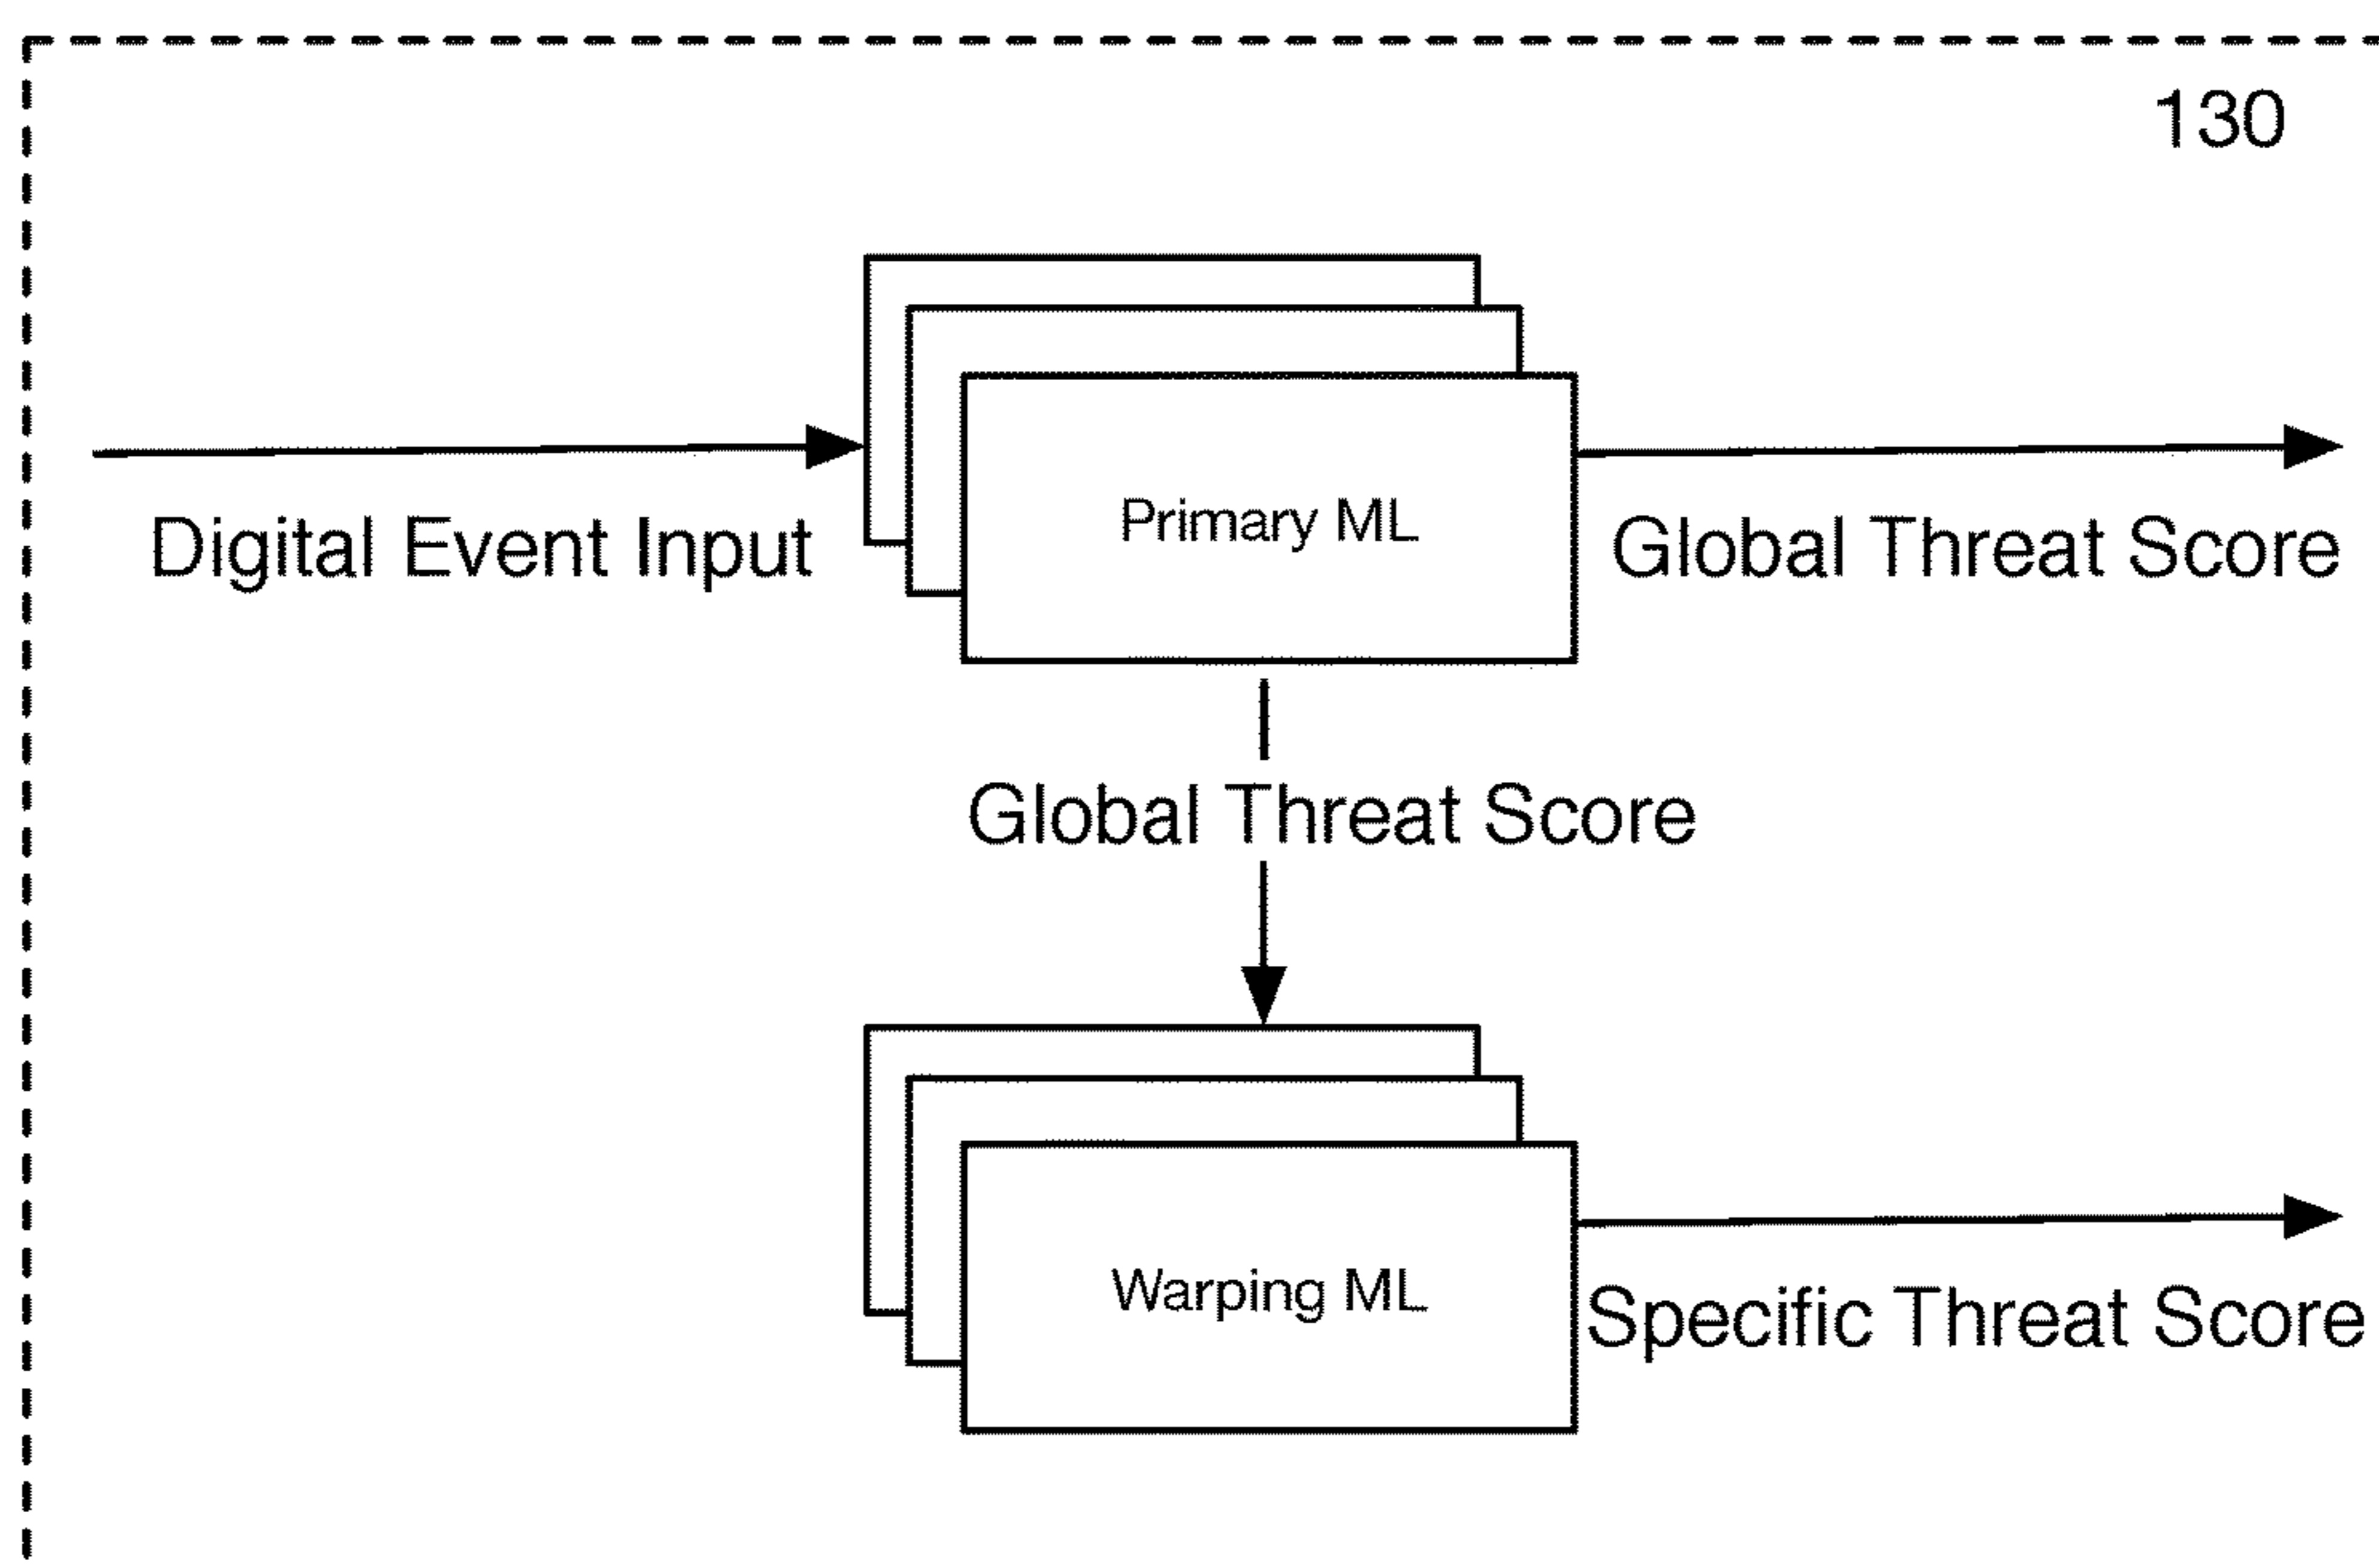 130
Primary ML
Digital Event Input
Global Threat Score
Global Threat Score
Warping ML
Specific Threat Score